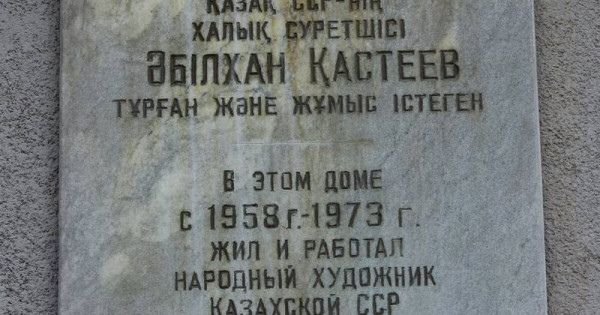 ҚАЗАҚ ССР-НІҢ
ХАЛЫҚ СУРЕТШІСІ
ӘБІЛХАН ҚАСТЕЕВ
ТҰРҒАН ЖӘНЕ ЖҰМЫС ІСТЕГЕН
В ЭТОМ ДОМЕ
с 1958 г.-1973 г.
ЖИЛ И РАБОТАЛ
НАРОДНЫЙ ХУДОЖНИК
КАЗАХСКОЙ ССР